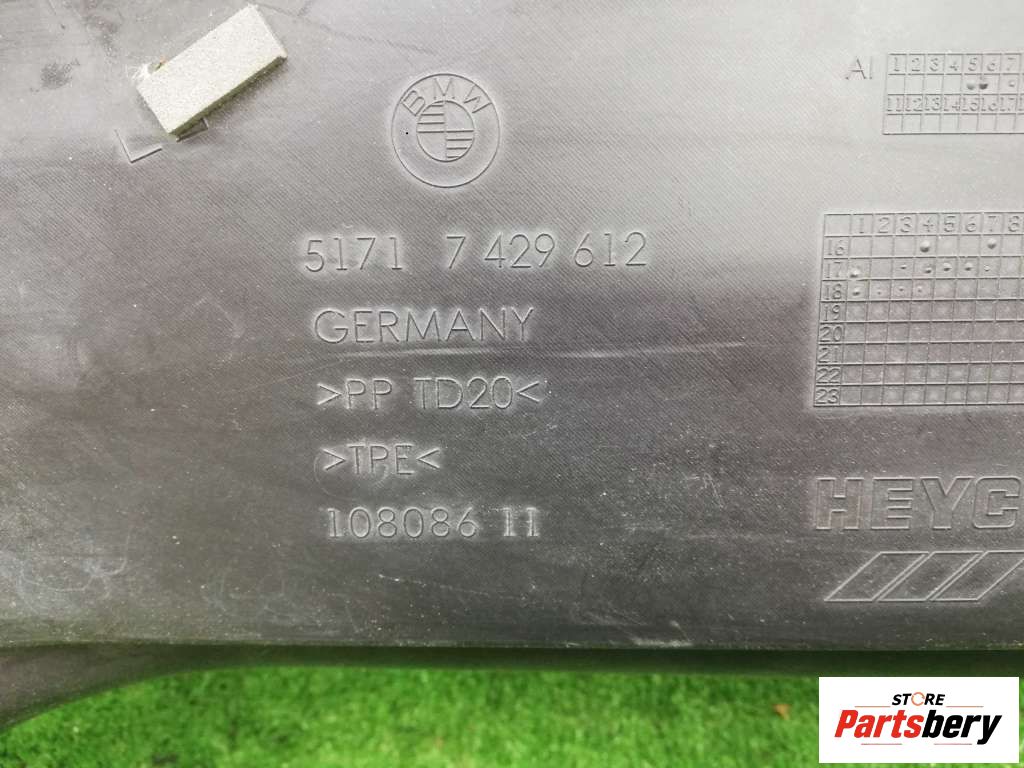 BMW
5171 7 429 612
GERMANY
>PP TD20<
>TPE<
108086 11
AI 1 2 3 4 5 6 7
11 12 13 14 15 16 17 1
1 2 3 4 5 6 7 8
16
17
18
19
20
21
22
23
HEYC
STORE
Partsbery